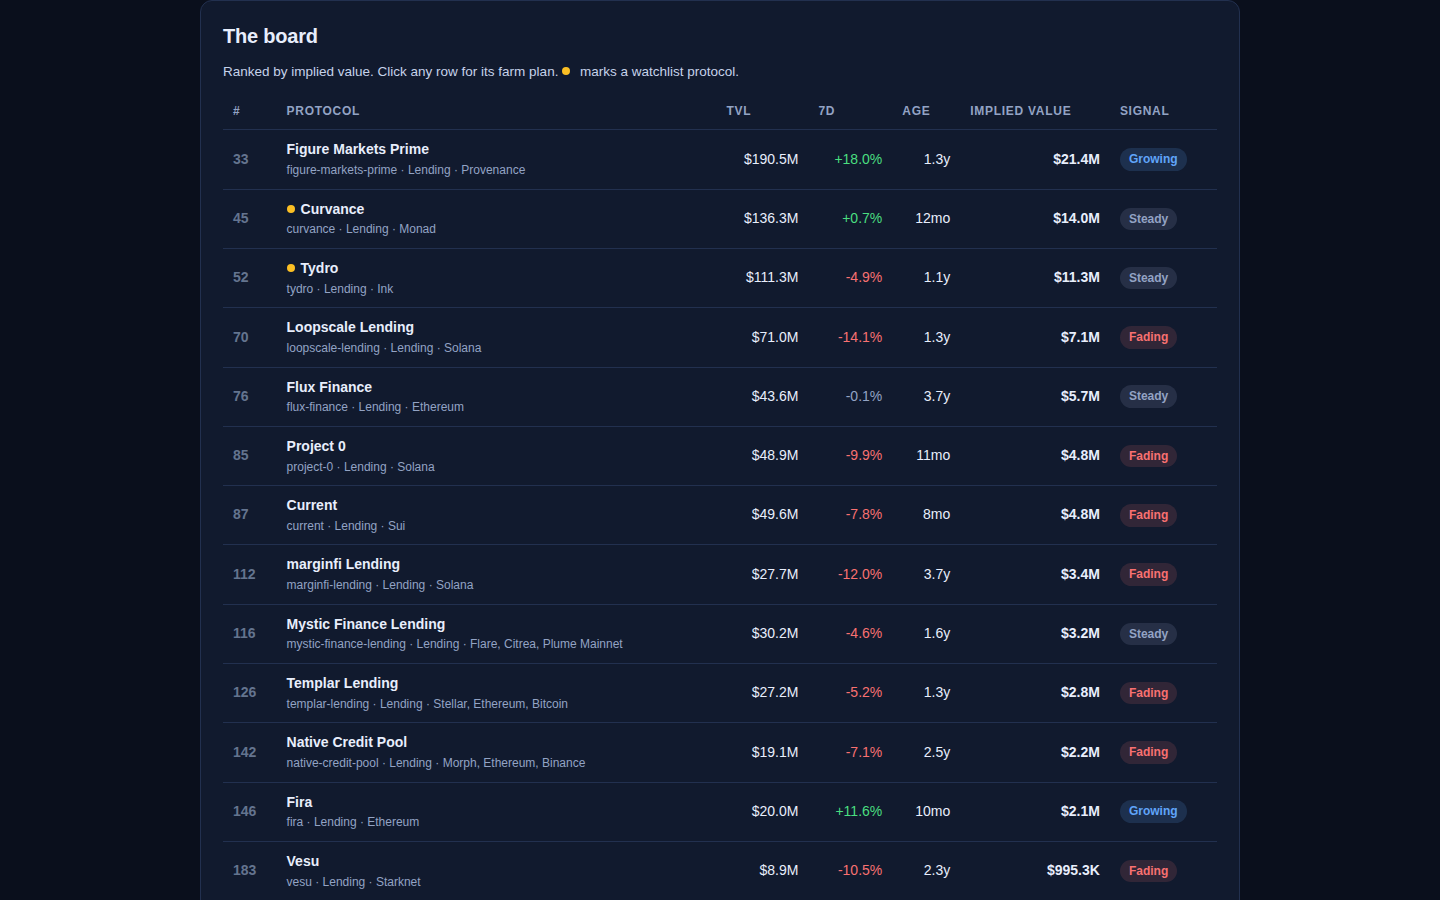 The board
Ranked by implied value. Click any row for its farm plan. marks a watchlist protocol.
# PROTOCOL TVL 7D AGE IMPLIED VALUE SIGNAL
33 Figure Markets Prime $190.5M +18.0% 1.3y $21.4M Growing
figure-markets-prime · Lending · Provenance
45 Curvance $136.3M +0.7% 12mo $14.0M Steady
curvance · Lending · Monad
52 Tydro $111.3M -4.9% 1.1y $11.3M Steady
tydro · Lending · Ink
70 Loopscale Lending $71.0M -14.1% 1.3y $7.1M Fading
loopscale-lending · Lending · Solana
76 Flux Finance $43.6M -0.1% 3.7y $5.7M Steady
flux-finance · Lending · Ethereum
85 Project 0 $48.9M -9.9% 11mo $4.8M Fading
project-0 · Lending · Solana
87 Current $49.6M -7.8% 8mo $4.8M Fading
current · Lending · Sui
112 marginfi Lending $27.7M -12.0% 3.7y $3.4M Fading
marginfi-lending · Lending · Solana
116 Mystic Finance Lending $30.2M -4.6% 1.6y $3.2M Steady
mystic-finance-lending · Lending · Flare, Citrea, Plume Mainnet
126 Templar Lending $27.2M -5.2% 1.3y $2.8M Fading
templar-lending · Lending · Stellar, Ethereum, Bitcoin
142 Native Credit Pool $19.1M -7.1% 2.5y $2.2M Fading
native-credit-pool · Lending · Morph, Ethereum, Binance
146 Fira $20.0M +11.6% 10mo $2.1M Growing
fira · Lending · Ethereum
183 Vesu $8.9M -10.5% 2.3y $995.3K Fading
vesu · Lending · Starknet